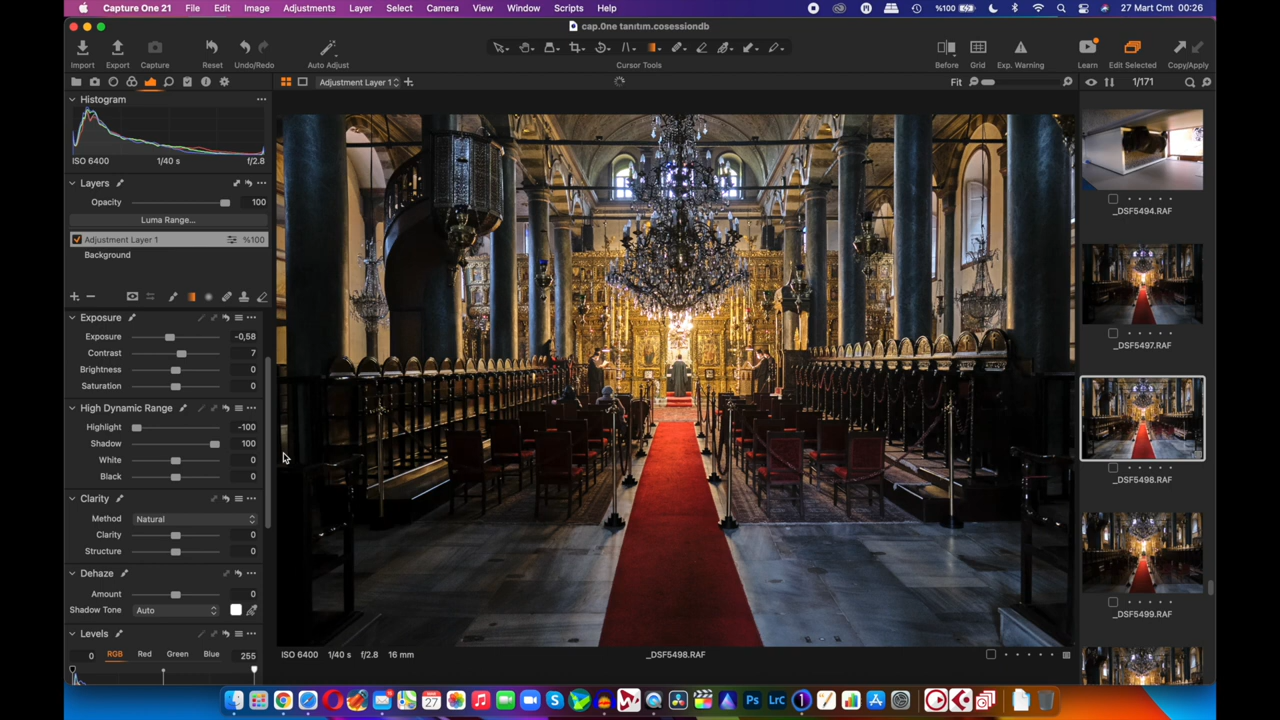 Capture One 21 File Edit Image Adjustments Layer Select Camera View Window Scripts Help
%100 27 Mart Cmt 00:26
cap.0ne tanıtım.cosessiondb
Import Export Capture Reset Undo/Redo Auto Adjust Cursor Tools Before Grid Exp. Warning Learn Edit Selected Copy/Apply
Adjustment Layer 1
Fit
1/171
Histogram
ISO 6400 1/40 s f/2.8
Layers
Opacity 100
Luma Range...
Adjustment Layer 1 %100
Background
Exposure
Exposure -0,58
Contrast 7
Brightness 0
Saturation 0
High Dynamic Range
Highlight -100
Shadow 100
White 0
Black 0
Clarity
Method Natural
Clarity 0
Structure 0
Dehaze
Amount 0
Shadow Tone Auto
Levels
0 RGB Red Green Blue 255
ISO 6400 1/40 s f/2.8 16 mm
_DSF5498.RAF
_DSF5494.RAF
_DSF5497.RAF
_DSF5498.RAF
_DSF5499.RAF
27
Ps
LrC